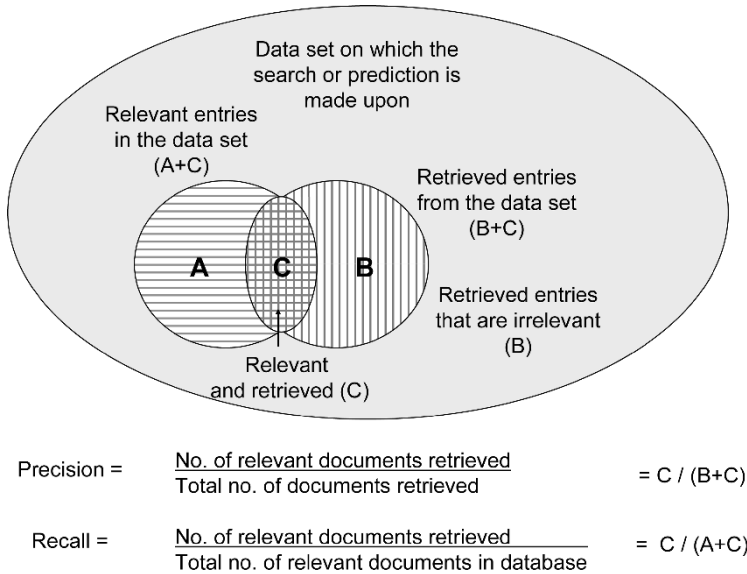 Data set on which the
search or prediction is
made upon
Relevant entries
in the data set
(A+C)
Retrieved entries
from the data set
(B+C)
A
C
B
Retrieved entries
that are irrelevant
(B)
Relevant
and retrieved (C)
Precision = No. of relevant documents retrieved = C / (B+C)
Total no. of documents retrieved
Recall = No. of relevant documents retrieved = C / (A+C)
Total no. of relevant documents in database